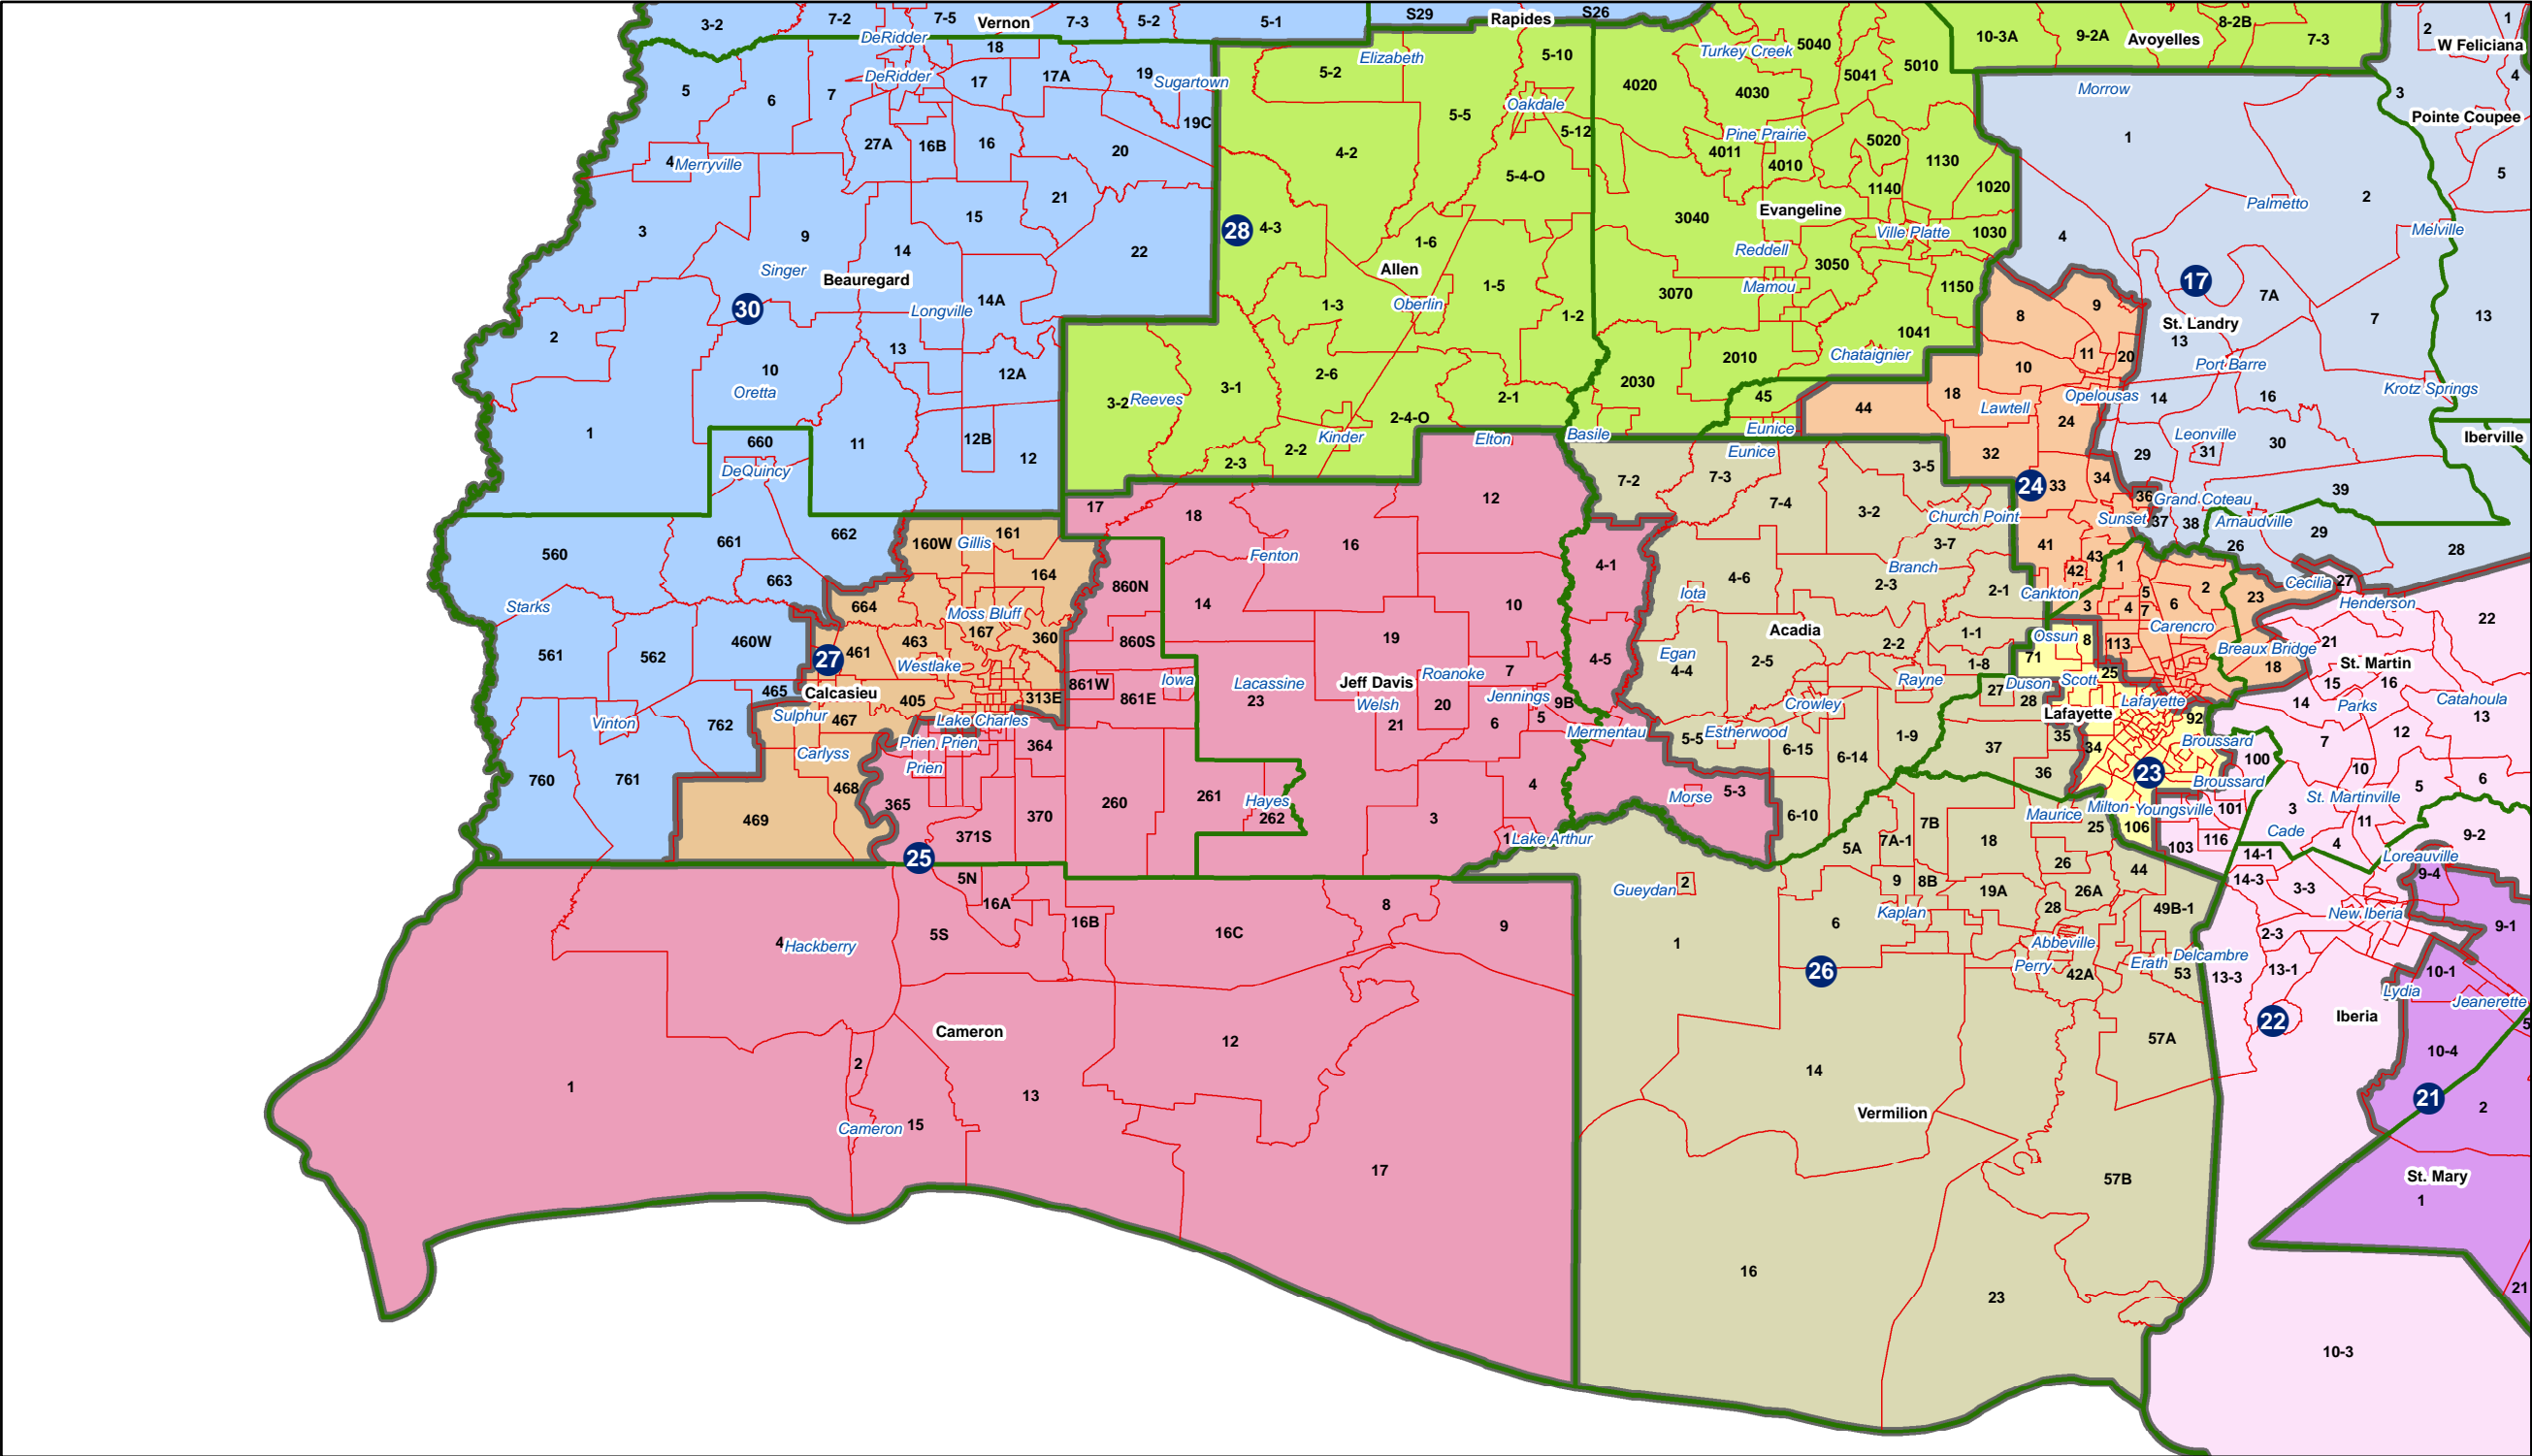 3-2 7-2 7-5 Vernon 7-3 5-2 5-1 S29 Rapides S26 8-2B 2 1
DeRidder 5040 10-3A 9-2A Avoyelles 7-3 W Feliciana
18 Elizabeth 5-10 Turkey Creek
DeRidder 17 17A 19 Sugartown 5-2 5041 5010 4
5 6 7 4020 4030 Morrow 3
19C 5-5 Oakdale Pointe Coupee
27A 16B 16 20 4-2 5-12 Pine Prairie 5020 1
4 Merryville 4011 4010 1130
5-4-O 1140 1020 5
21 Palmetto 2
3 15 3040 Evangeline
9 14 22 28 4-3 1-6 Reddell Ville Platte 1030 4 Melville
Singer Beauregard Allen 3050
14A 1-5 3070 Mamou 1150 17 7A
30 Longville 1-3 Oberlin 1-2 8 9 St. Landry 7 13
2 13 1041 13
10 12A 2-6 2010 Chataignier 10 11 20 Port Barre
Oretta 3-2 Reeves 3-1 2-1 2030 45 18 Opelousas 14 16 Krotz Springs
2-4-O 44 Lawtell 24
1 660 11 12B Kinder Elton Basile Eunice Leonville 30 Iberville
DeQuincy 12 2-3 2-2 Eunice 32 29 31
12 7-2 7-3 3-5 24 33 34 36 Grand Coteau 39
17 18 7-4 3-2 Church Point Sunset 37 38 Arnaudville
560 661 662 160W Gillis 161 16 3-7 41 43 26 29 28
663 164 Fenton 4-1 4-6 Branch 42 1
860N 2-3 2-1 Cankton 2 Cecilia 27
Starks 664 Moss Bluff 14 10 Iota 3 4 5 7 6 23 Henderson
460W 463 167 360 860S 19 Acadia 1-1 Carencro 22
561 562 27 461 Westlake 4-5 Egan 2-5 2-2 Ossun 8 113 21
4-4 1-8 71 25 Breaux Bridge 18 St. Martin
465 Calcasieu 405 313E 861W 861E Iowa Lacassine Jeff Davis Roanoke 7 Rayne Duson Scott 15 16
Vinton 762 Sulphur 467 Lake Charles 23 Welsh 20 Jennings 9B Crowley 27 28 Lafayette Lafayette 14 Parks Catahoula
Carlyss Prien Prien 364 21 6 5 Mermentau 5-5 Estherwood 1-9 35 92 13
Prien 6-15 6-14 37 34 Broussard 7 12
760 761 468 4 36 23 Broussard 100 10 5 6
469 365 370 260 261 Hayes 262 Morse 5-3 Milton Youngsville 101 3 St. Martinville
371S 3 6-10 7B Maurice 25 106 11
25 1 Lake Arthur 5A 7A-1 18 103 116 Cade 4 9-2
5N 26 44 14-1 Loreauville
16A 8 Gueydan 2 9 8B 19A 26A 14-3 3-3 9-4
5S 16B 16C 9 6 Kaplan 28 49B-1 New Iberia 9-1
4 Hackberry 1 Abbeville 2-3
26 Perry 42A Erath Delcambre 53 13-3 13-1 10-1
Lydia Jeanerette
Cameron 12 57A 22 Iberia 5
2 14 10-4
1 13 Vermilion 21 2
Cameron 15
17 57B St. Mary
1
16 23 21
10-3